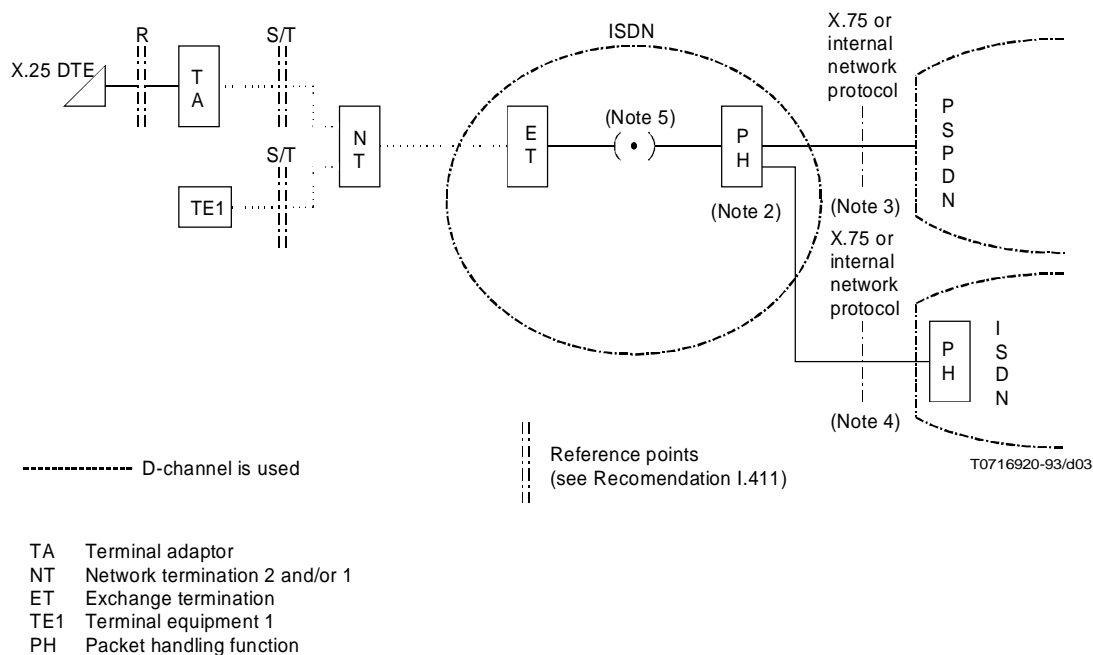 X.25 DTE
R
T
A
S/T
S/T
TE1
N
T
ISDN
E
T
(Note 5)
P
H
(Note 2)
X.75 or
internal
network
protocol
(Note 3)
P
S
P
D
N
X.75 or
internal
network
protocol
(Note 4)
P
H
I
S
D
N
T0716920-93/d03
D-channel is used
Reference points
(see Recomendation I.411)
TA Terminal adaptor
NT Network termination 2 and/or 1
ET Exchange termination
TE1 Terminal equipment 1
PH Packet handling function